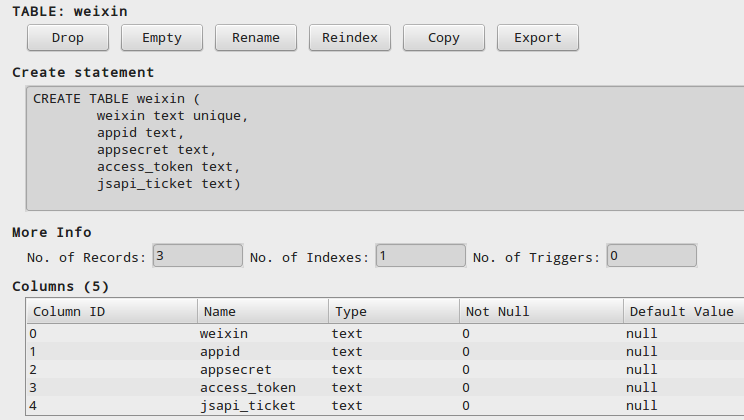 TABLE: weixin
Drop Empty Rename Reindex Copy Export
Create statement
CREATE TABLE weixin (
weixin text unique,
appid text,
appsecret text,
access_token text,
jsapi_ticket text)
More Info
No. of Records: 3 No. of Indexes: 1 No. of Triggers: 0
Columns (5)
Column ID Name Type Not Null Default Value
0 weixin text 0 null
1 appid text 0 null
2 appsecret text 0 null
3 access_token text 0 null
4 jsapi_ticket text 0 null